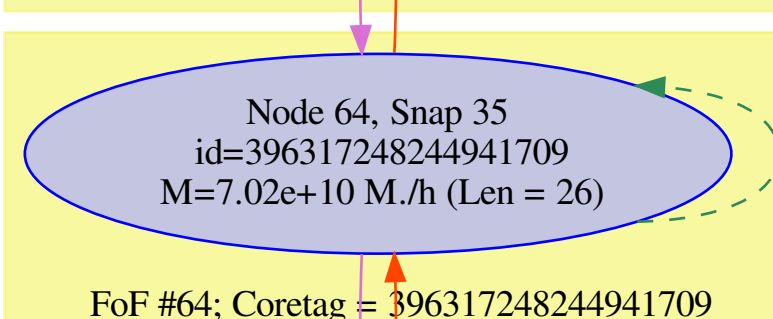 Node 64, Snap 35
id=396317248244941709
M=7.02e+10 M./h (Len = 26)
FoF #64; Coretag = 396317248244941709